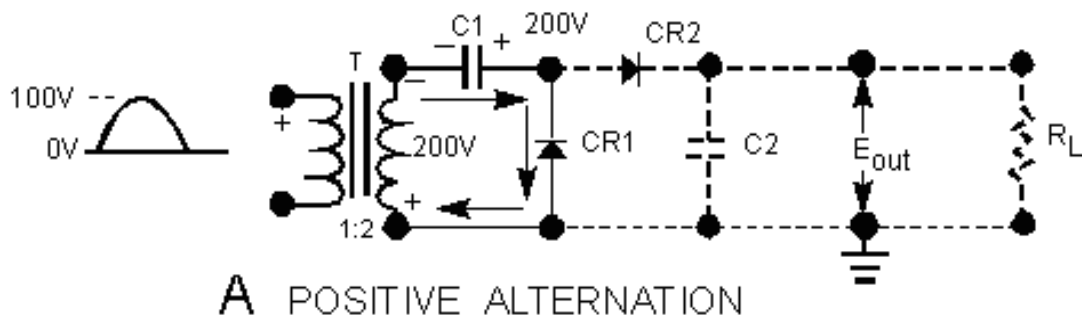 C1 200V CR2
− +
T −
100V
+
0V
200V CR1 C2 Eout RL
+
1:2
A POSITIVE ALTERNATION